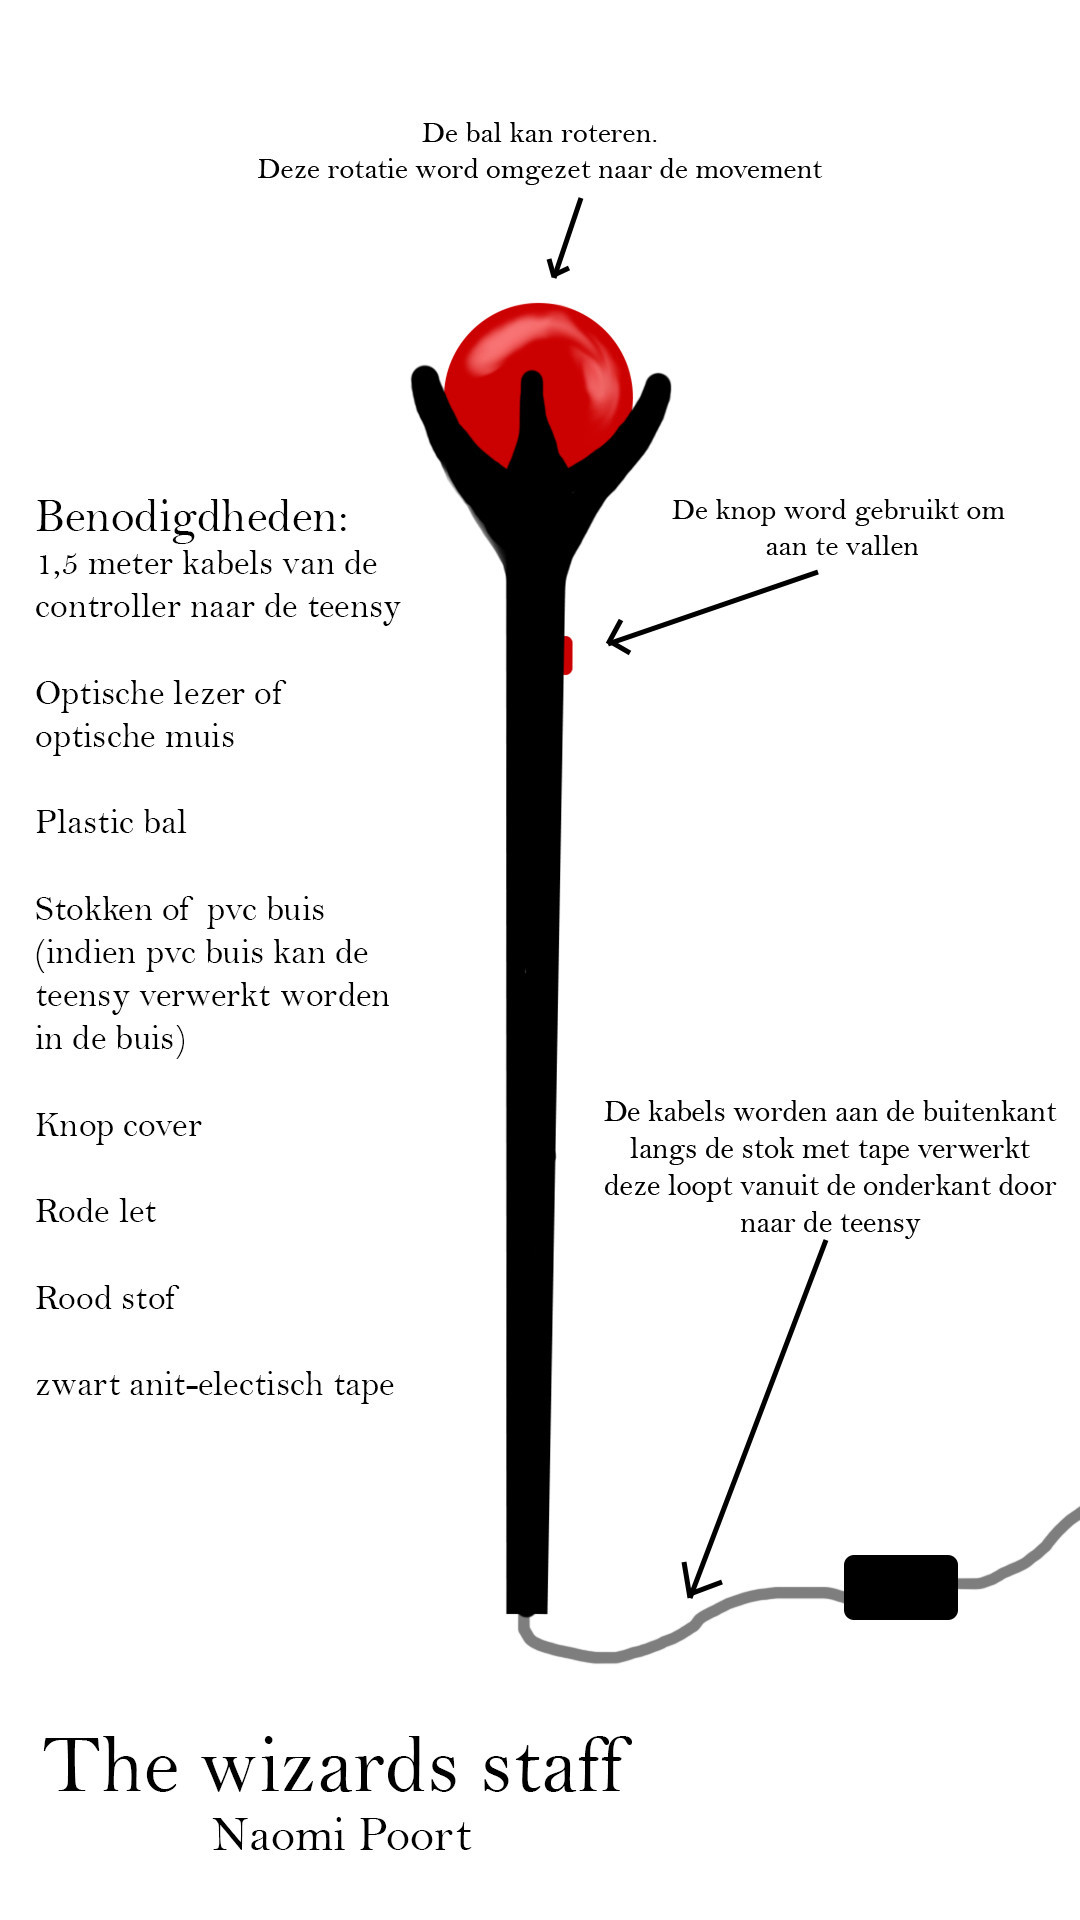 De bal kan roteren.
Deze rotatie word omgezet naar de movement
Benodigdheden:
1,5 meter kabels van de
controller naar de teensy
Optische lezer of
optische muis
Plastic bal
Stokken of  pvc buis
(indien pvc buis kan de
teensy verwerkt worden
in de buis)
Knop cover
Rode let
Rood stof
zwart anit-electisch tape
De knop word gebruikt om
aan te vallen
De kabels worden aan de buitenkant
langs de stok met tape verwerkt
deze loopt vanuit de onderkant door
naar de teensy
The wizards staff
Naomi Poort